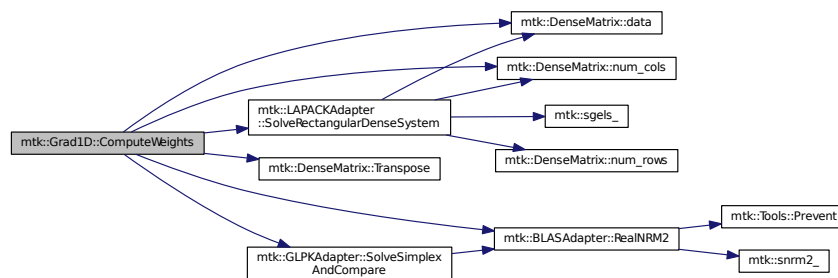 mtk::DenseMatrix::data
mtk::DenseMatrix::num_cols
mtk::LAPACKAdapter
::SolveRectangularDenseSystem
mtk::sgels_
mtk::Grad1D::ComputeWeights
mtk::DenseMatrix::num_rows
mtk::DenseMatrix::Transpose
mtk::Tools::Prevent
mtk::BLASAdapter::RealNRM2
mtk::GLPKAdapter::SolveSimplex
AndCompare
mtk::snrm2_